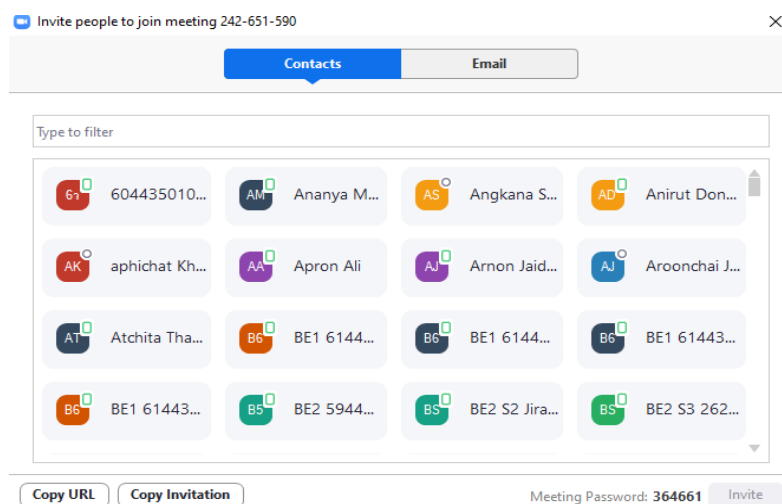 Invite people to join meeting 242-651-590
Contacts Email
Type to filter
6ว 604435010... AM Ananya M... AS Angkana S... AD Anirut Don...
AK aphichat Kh... AA Apron Ali AJ Arnon Jaid... AJ Aroonchai J...
AT Atchita Tha... B6 BE1 6144... B6 BE1 6144... B6 BE1 61443...
B6 BE1 61443... B5 BE2 5944... BS BE2 S2 Jira... BS BE2 S3 262...
Copy URL Copy Invitation Meeting Password: 364661 Invite